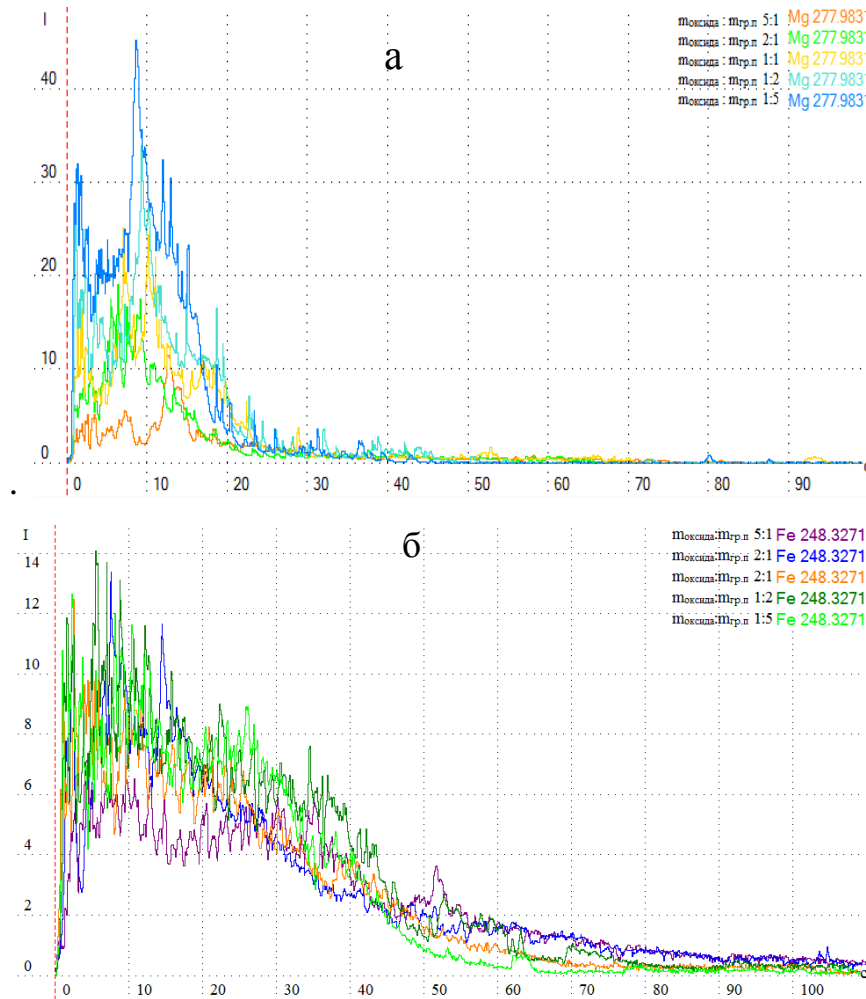 I
а
mоксида : mгр.п 5:1 Mg 277.9831
mоксида : mгр.п 2:1 Mg 277.9831
mоксида : mгр.п 1:1 Mg 277.9831
mоксида : mгр.п 1:2 Mg 277.9831
mоксида : mгр.п 1:5 Mg 277.9831
40
30
20
10
0
0 10 20 30 40 50 60 70 80 90
.
I
б
mоксида:mгр.п 5:1 Fe 248.3271
mоксида:mгр.п 2:1 Fe 248.3271
mоксида:mгр.п 2:1 Fe 248.3271
mоксида:mгр.п 1:2 Fe 248.3271
mоксида:mгр.п 1:5 Fe 248.3271
14
12
10
8
6
4
2
0
0 10 20 30 40 50 60 70 80 90 100